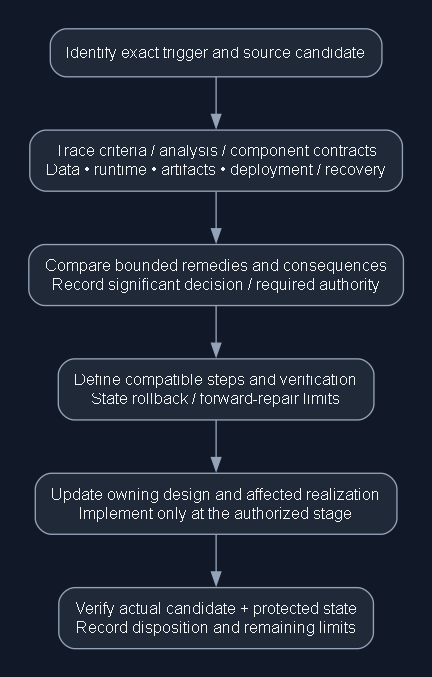 Identify exact trigger and source candidate
Trace criteria / analysis / component contracts
Data • runtime • artifacts • deployment / recovery
Compare bounded remedies and consequences
Record significant decision / required authority
Define compatible steps and verification
State rollback / forward-repair limits
Update owning design and affected realization
Implement only at the authorized stage
Verify actual candidate + protected state
Record disposition and remaining limits